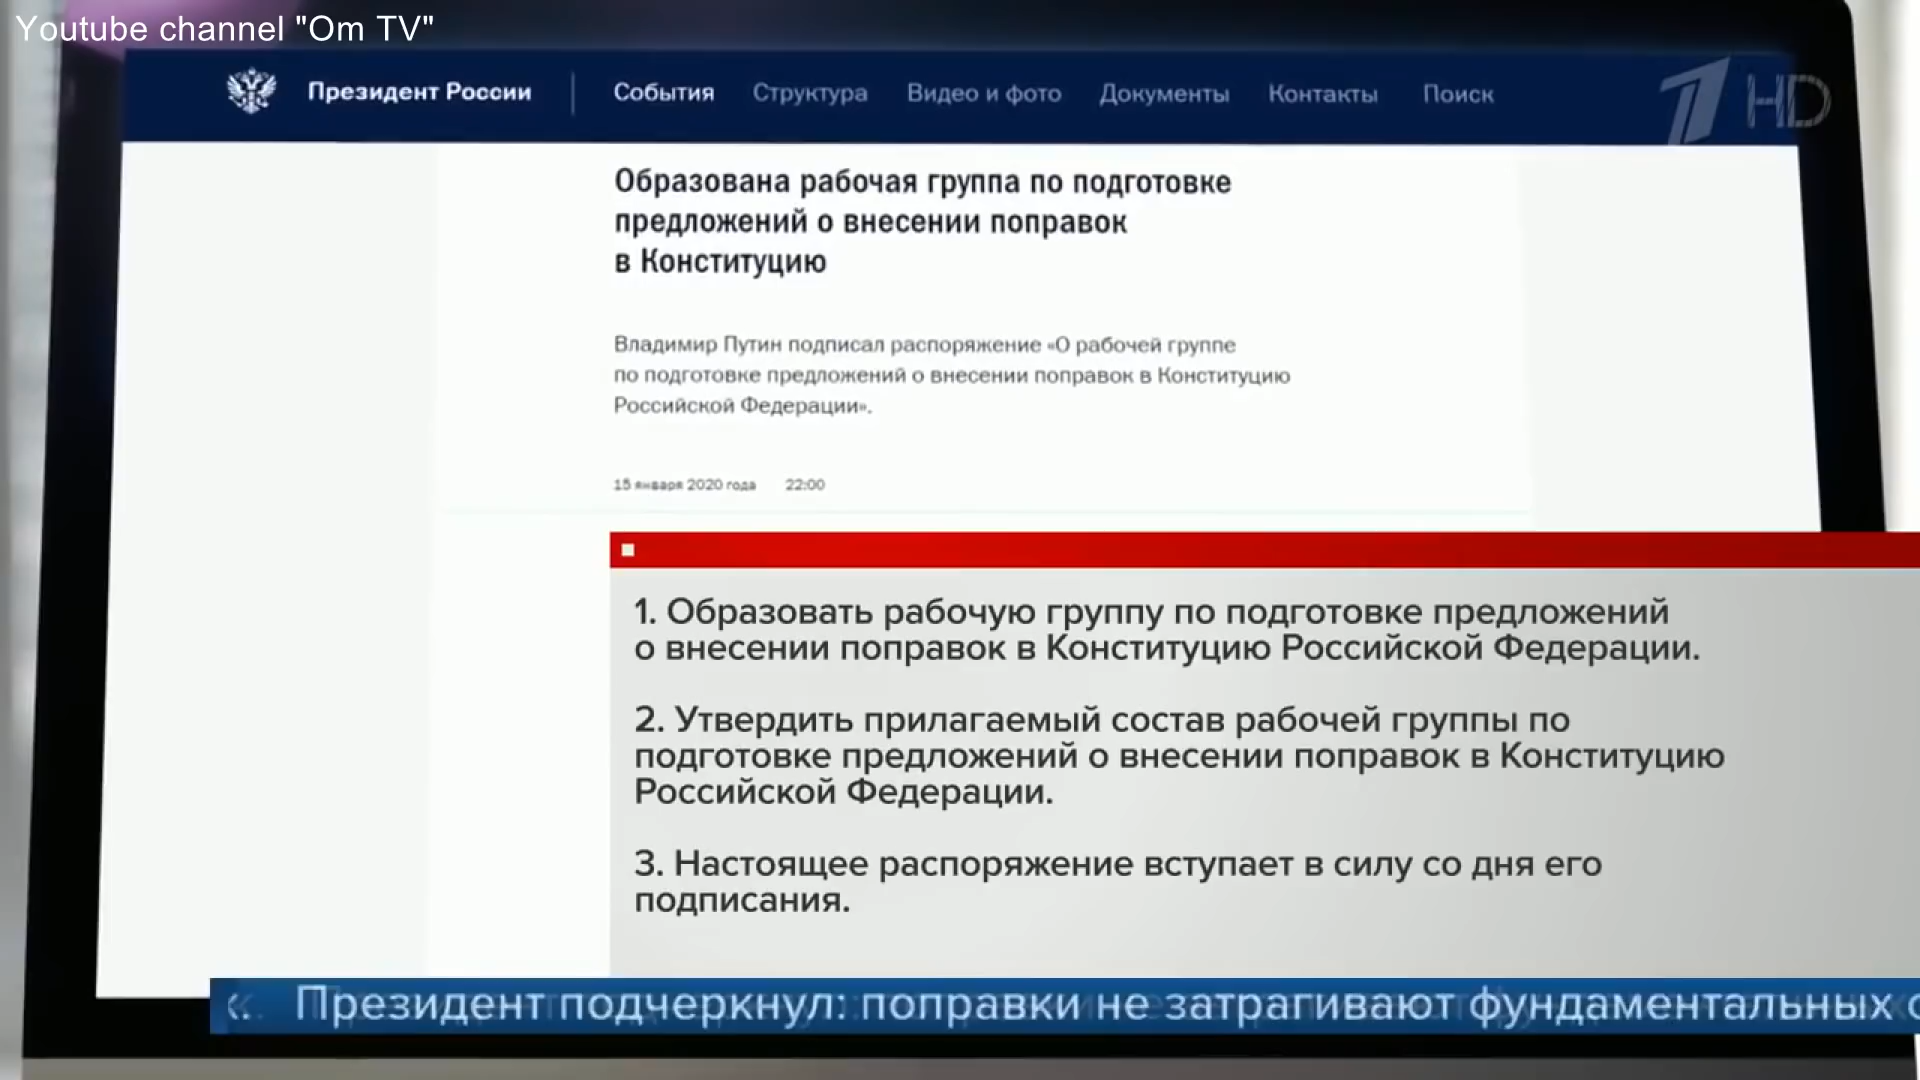 Youtube channel "Om TV"
Президент России
События Структура Видео и фото Документы Контакты Поиск
HD
Образована рабочая группа по подготовке
предложений о внесении поправок
в Конституцию
Владимир Путин подписал распоряжение «О рабочей группе
по подготовке предложений о внесении поправок в Конституцию
Российской Федерации».
15 января 2020 года 22:00
1. Образовать рабочую группу по подготовке предложений
о внесении поправок в Конституцию Российской Федерации.
2. Утвердить прилагаемый состав рабочей группы по
подготовке предложений о внесении поправок в Конституцию
Российской Федерации.
3. Настоящее распоряжение вступает в силу со дня его
подписания.
Президент подчеркнул: поправки не затрагивают фундаментальных